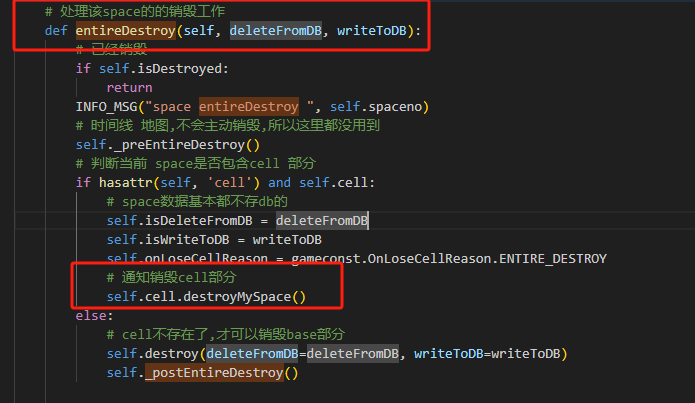 # 处理该space的的销毁工作
def entireDestroy(self, deleteFromDB, writeToDB):
# 已经销毁
if self.isDestroyed:
return
INFO_MSG("space entireDestroy ", self.spaceno)
# 时间线 地图,不会主动销毁,所以这里都没用到
self._preEntireDestroy()
# 判断当前 space是否包含cell 部分
if hasattr(self, 'cell') and self.cell:
# space数据基本都不存db的
self.isDeleteFromDB = deleteFromDB
self.isWriteToDB = writeToDB
self.onLoseCellReason = gameconst.OnLoseCellReason.ENTIRE_DESTROY
# 通知销毁cell部分
self.cell.destroyMySpace()
else:
# cell不存在了,才可以销毁base部分
self.destroy(deleteFromDB=deleteFromDB, writeToDB=writeToDB)
self._postEntireDestroy()